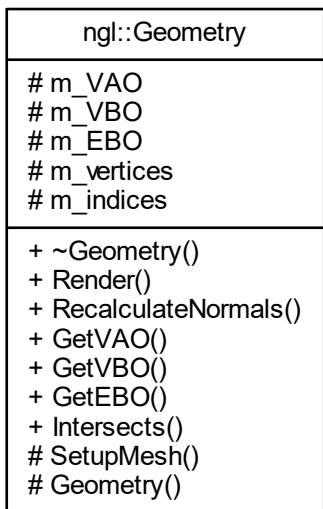 ngl::Geometry
# m_VAO
# m_VBO
# m_EBO
# m_vertices
# m_indices
+ ~Geometry()
+ Render()
+ RecalculateNormals()
+ GetVAO()
+ GetVBO()
+ GetEBO()
+ Intersects()
# SetupMesh()
# Geometry()